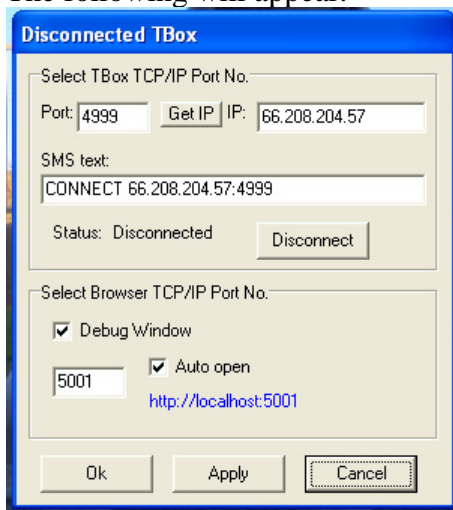 The following will appear:
Disconnected TBox
Select TBox TCP/IP Port No.
Port: 4999 Get IP IP: 66.208.204.57
SMS text:
CONNECT 66.208.204.57:4999
Status: Disconnected Disconnect
Select Browser TCP/IP Port No.
Debug Window
5001 Auto open
http://localhost:5001
Ok Apply Cancel